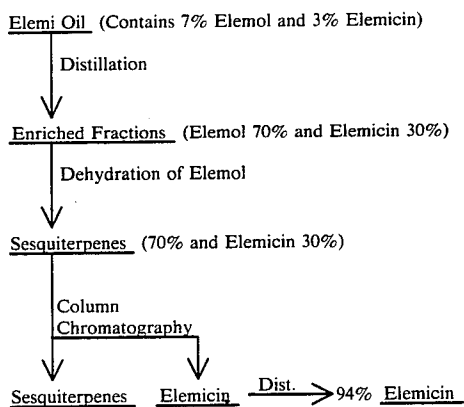 Elemi Oil (Contains 7% Elemol and 3% Elemicin)
Distillation
Enriched Fractions (Elemol 70% and Elemicin 30%)
Dehydration of Elemol
Sesquiterpenes (70% and Elemicin 30%)
Column
Chromatography
Sesquiterpenes Elemicin Dist. 94% Elemicin